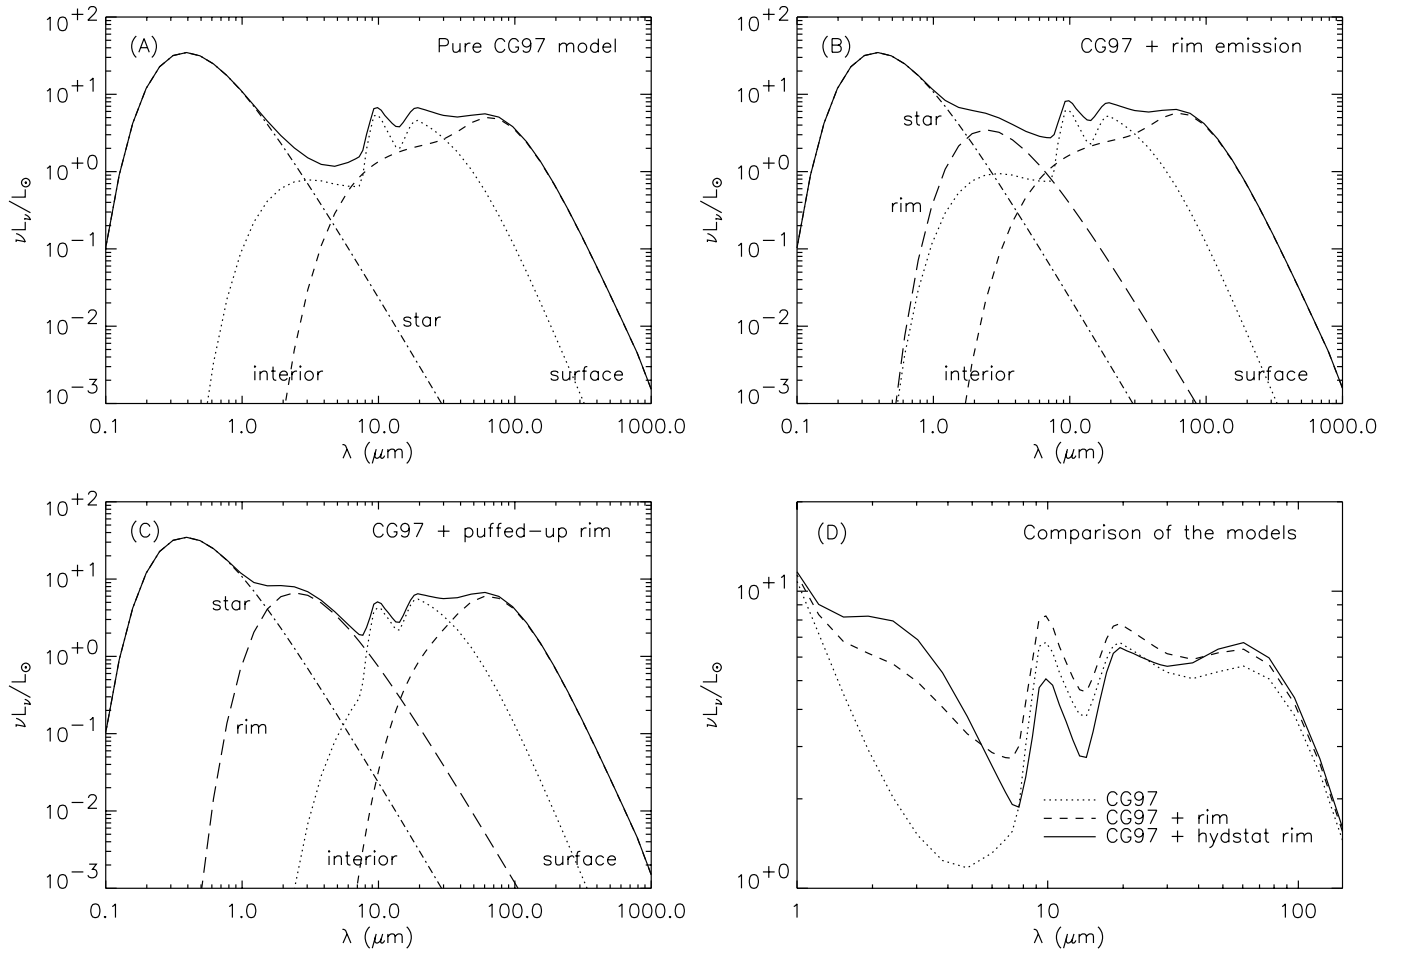 (A) Pure CG97 model
10+2
10+1
10+0
10−1
10−2
10−3
νLν/L⊙
star
interior
surface
0.1 1.0 10.0 100.0 1000.0
λ (μm)
(B) CG97 + rim emission
10+2
10+1
10+0
10−1
10−2
10−3
νLν/L⊙
star
rim
interior
surface
0.1 1.0 10.0 100.0 1000.0
λ (μm)
(C) CG97 + puffed−up rim
10+2
10+1
10+0
10−1
10−2
10−3
νLν/L⊙
star
rim
interior
surface
0.1 1.0 10.0 100.0 1000.0
λ (μm)
(D) Comparison of the models
10+1
10+0
νLν/L⊙
CG97
CG97 + rim
CG97 + hydstat rim
1 10 100
λ (μm)